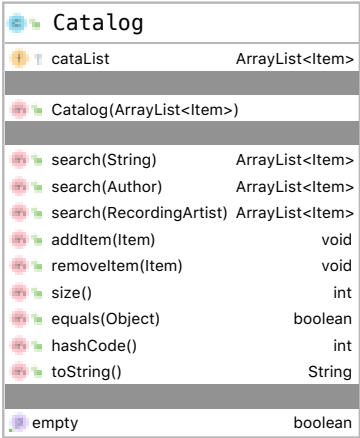 Catalog
cataList ArrayList<Item>
Catalog(ArrayList<Item>)
search(String) ArrayList<Item>
search(Author) ArrayList<Item>
search(RecordingArtist) ArrayList<Item>
addItem(Item) void
removeItem(Item) void
size() int
equals(Object) boolean
hashCode() int
toString() String
empty boolean